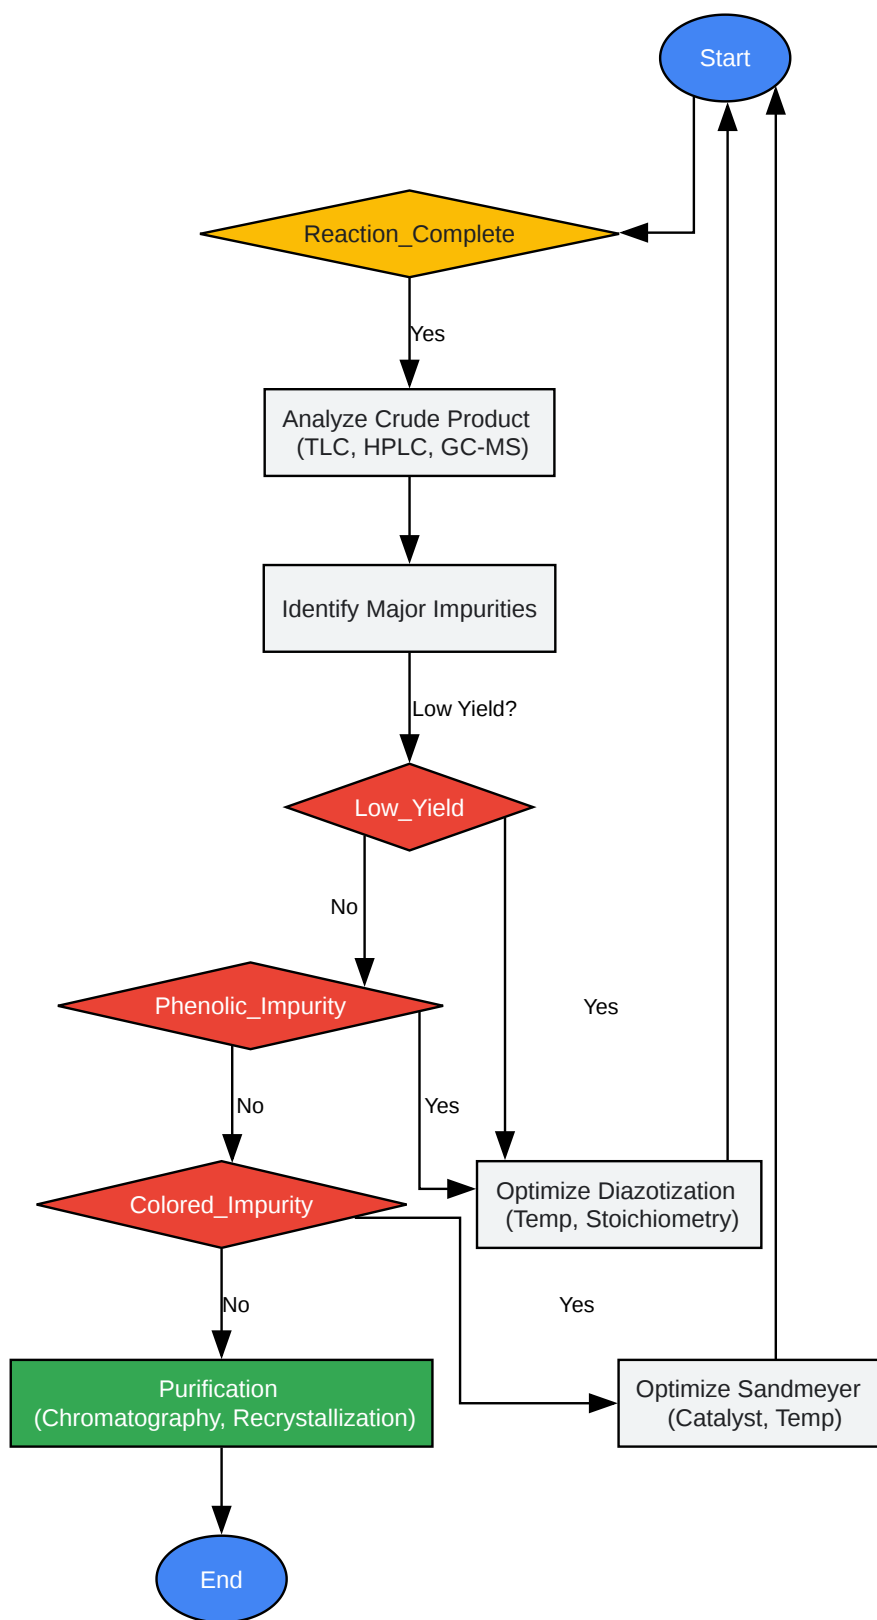 Start
Reaction_Complete
Yes
Analyze Crude Product
(TLC, HPLC, GC-MS)
Identify Major Impurities
Low Yield?
Low_Yield
No
Phenolic_Impurity
Yes
No
Yes
Optimize Diazotization
(Temp, Stoichiometry)
Colored_Impurity
No
Yes
Purification
(Chromatography, Recrystallization)
Optimize Sandmeyer
(Catalyst, Temp)
End